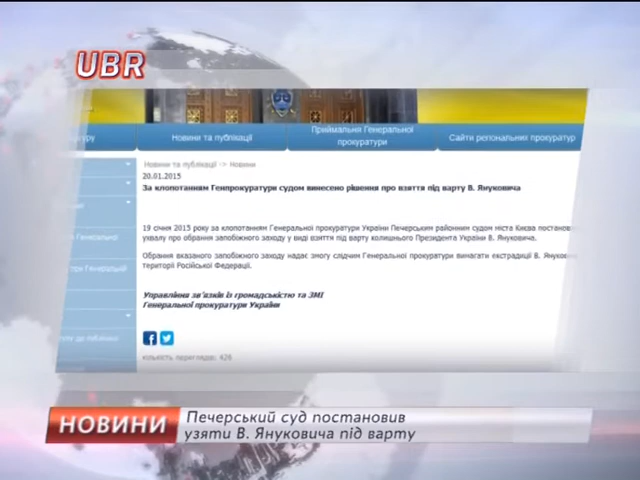 UBR
Новини та публікації
Приймальня Генеральної
прокуратури
Сайти регіональних прокуратур
Новини та публікації -> Новини
20.01.2015
За клопотанням Генпрокуратури судом винесено рішення про взяття під варту В. Януковича
19 січня 2015 року за клопотанням Генеральної прокуратури України Печерським районним судом міста Києва постанов
ухвалу про обрання запобіжного заходу у виді взяття під варту колишнього Президента України В. Януковича.
Обрання вказаного запобіжного заходу надає змогу слідчим Генеральної прокуратури вимагати екстрадиції В. Янукови
території Російської Федерації.
Управління зв'язків із громадськістю та ЗМІ
Генеральної прокуратури України
кількість переглядів: 426
НОВИНИ
Печерський суд постановив
узяти В. Януковича під варту